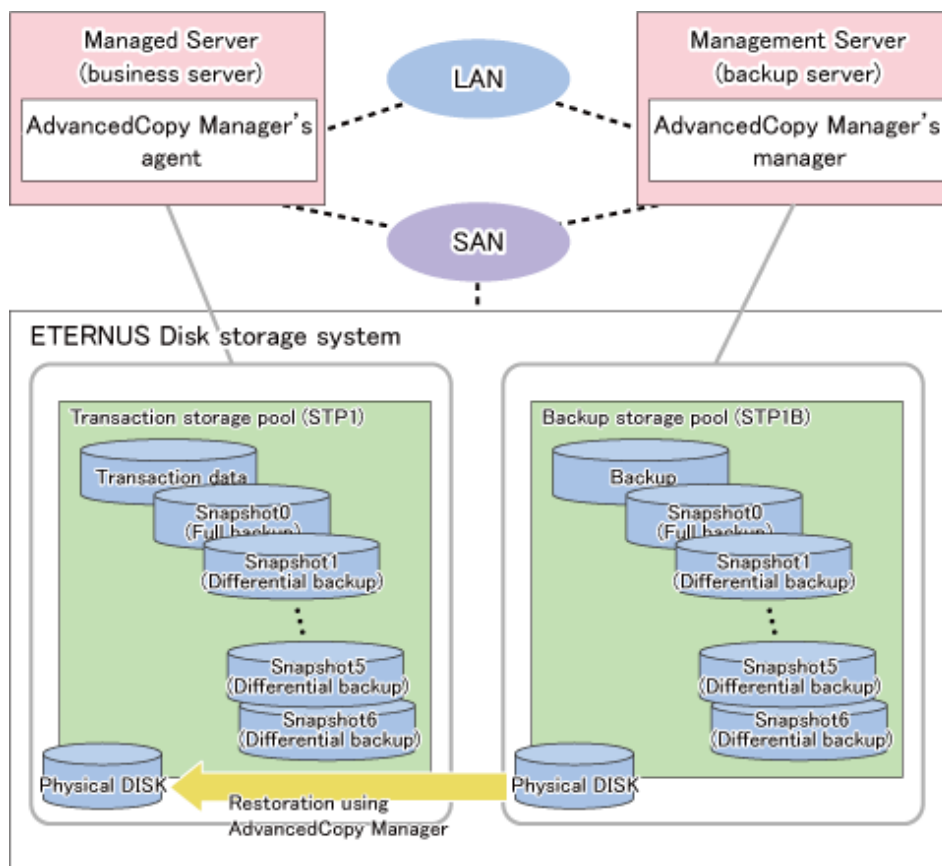 Managed Server
(business server)
AdvancedCopy Manager's
agent
LAN
Management Server
(backup server)
AdvancedCopy Manager's
manager
SAN
ETERNUS Disk storage system
Transaction storage pool (STP1)
Transaction data
Snapshot0
(Full backup)
Snapshot1
(Differential backup)
Snapshot5
(Differential backup)
Snapshot6
(Differential backup)
Physical DISK
Backup storage pool (STP1B)
Backup
Snapshot0
(Full backup)
Snapshot1
(Differential backup)
Snapshot5
(Differential backup)
Snapshot6
(Differential backup)
Physical DISK
Restoration using
AdvancedCopy Manager